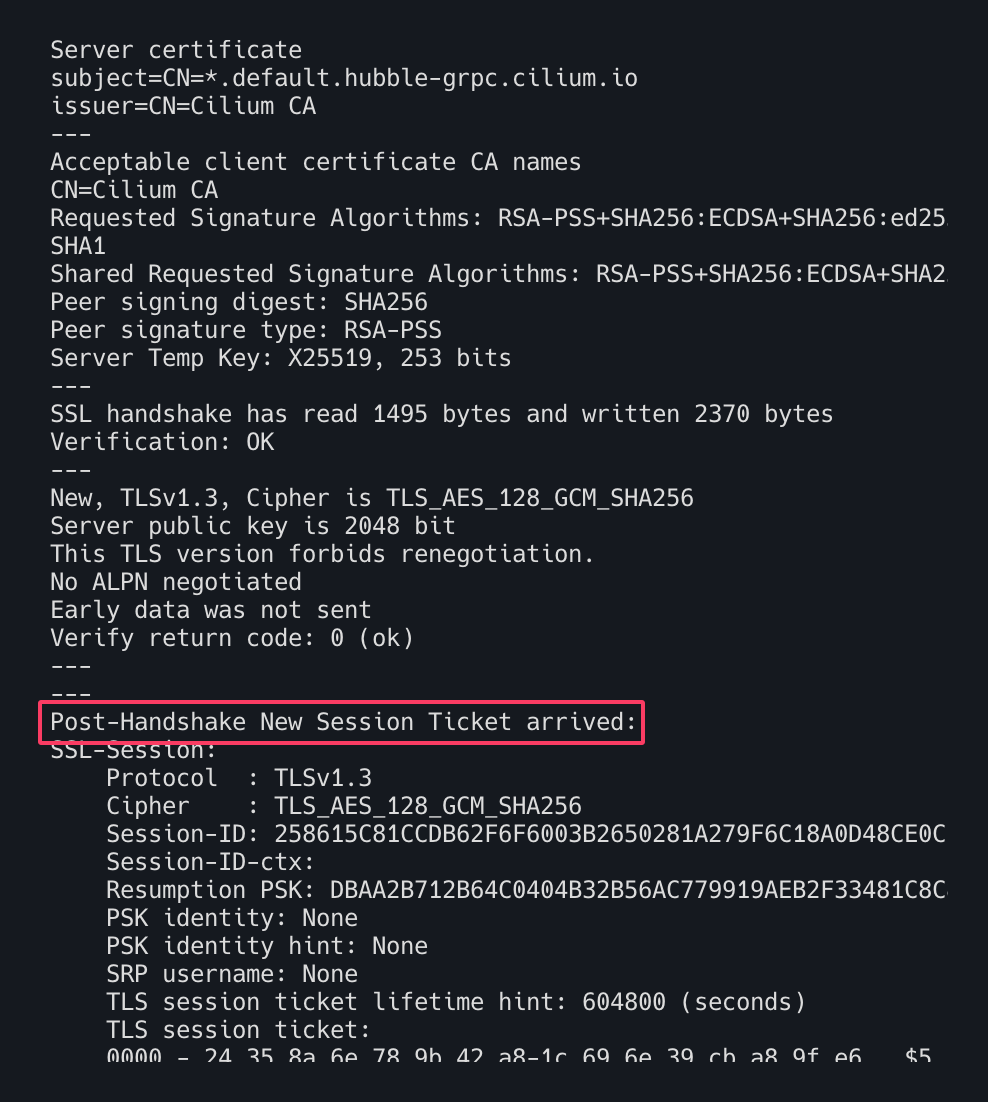 Server certificate
subject=CN=*.default.hubble-grpc.cilium.io
issuer=CN=Cilium CA
---
Acceptable client certificate CA names
CN=Cilium CA
Requested Signature Algorithms: RSA-PSS+SHA256:ECDSA+SHA256:ed25
SHA1
Shared Requested Signature Algorithms: RSA-PSS+SHA256:ECDSA+SHA2
Peer signing digest: SHA256
Peer signature type: RSA-PSS
Server Temp Key: X25519, 253 bits
---
SSL handshake has read 1495 bytes and written 2370 bytes
Verification: OK
---
New, TLSv1.3, Cipher is TLS_AES_128_GCM_SHA256
Server public key is 2048 bit
This TLS version forbids renegotiation.
No ALPN negotiated
Early data was not sent
Verify return code: 0 (ok)
---
---
Post-Handshake New Session Ticket arrived:
SSL-Session:
    Protocol  : TLSv1.3
    Cipher    : TLS_AES_128_GCM_SHA256
    Session-ID: 258615C81CCDB62F6F6003B2650281A279F6C18A0D48CE0C
    Session-ID-ctx:
    Resumption PSK: DBAA2B712B64C0404B32B56AC779919AEB2F33481C8C
    PSK identity: None
    PSK identity hint: None
    SRP username: None
    TLS session ticket lifetime hint: 604800 (seconds)
    TLS session ticket:
    0000 - 24 35 8a 6e 78 9b 42 a8-1c 69 6e 39 cb a8 9f e6   $5